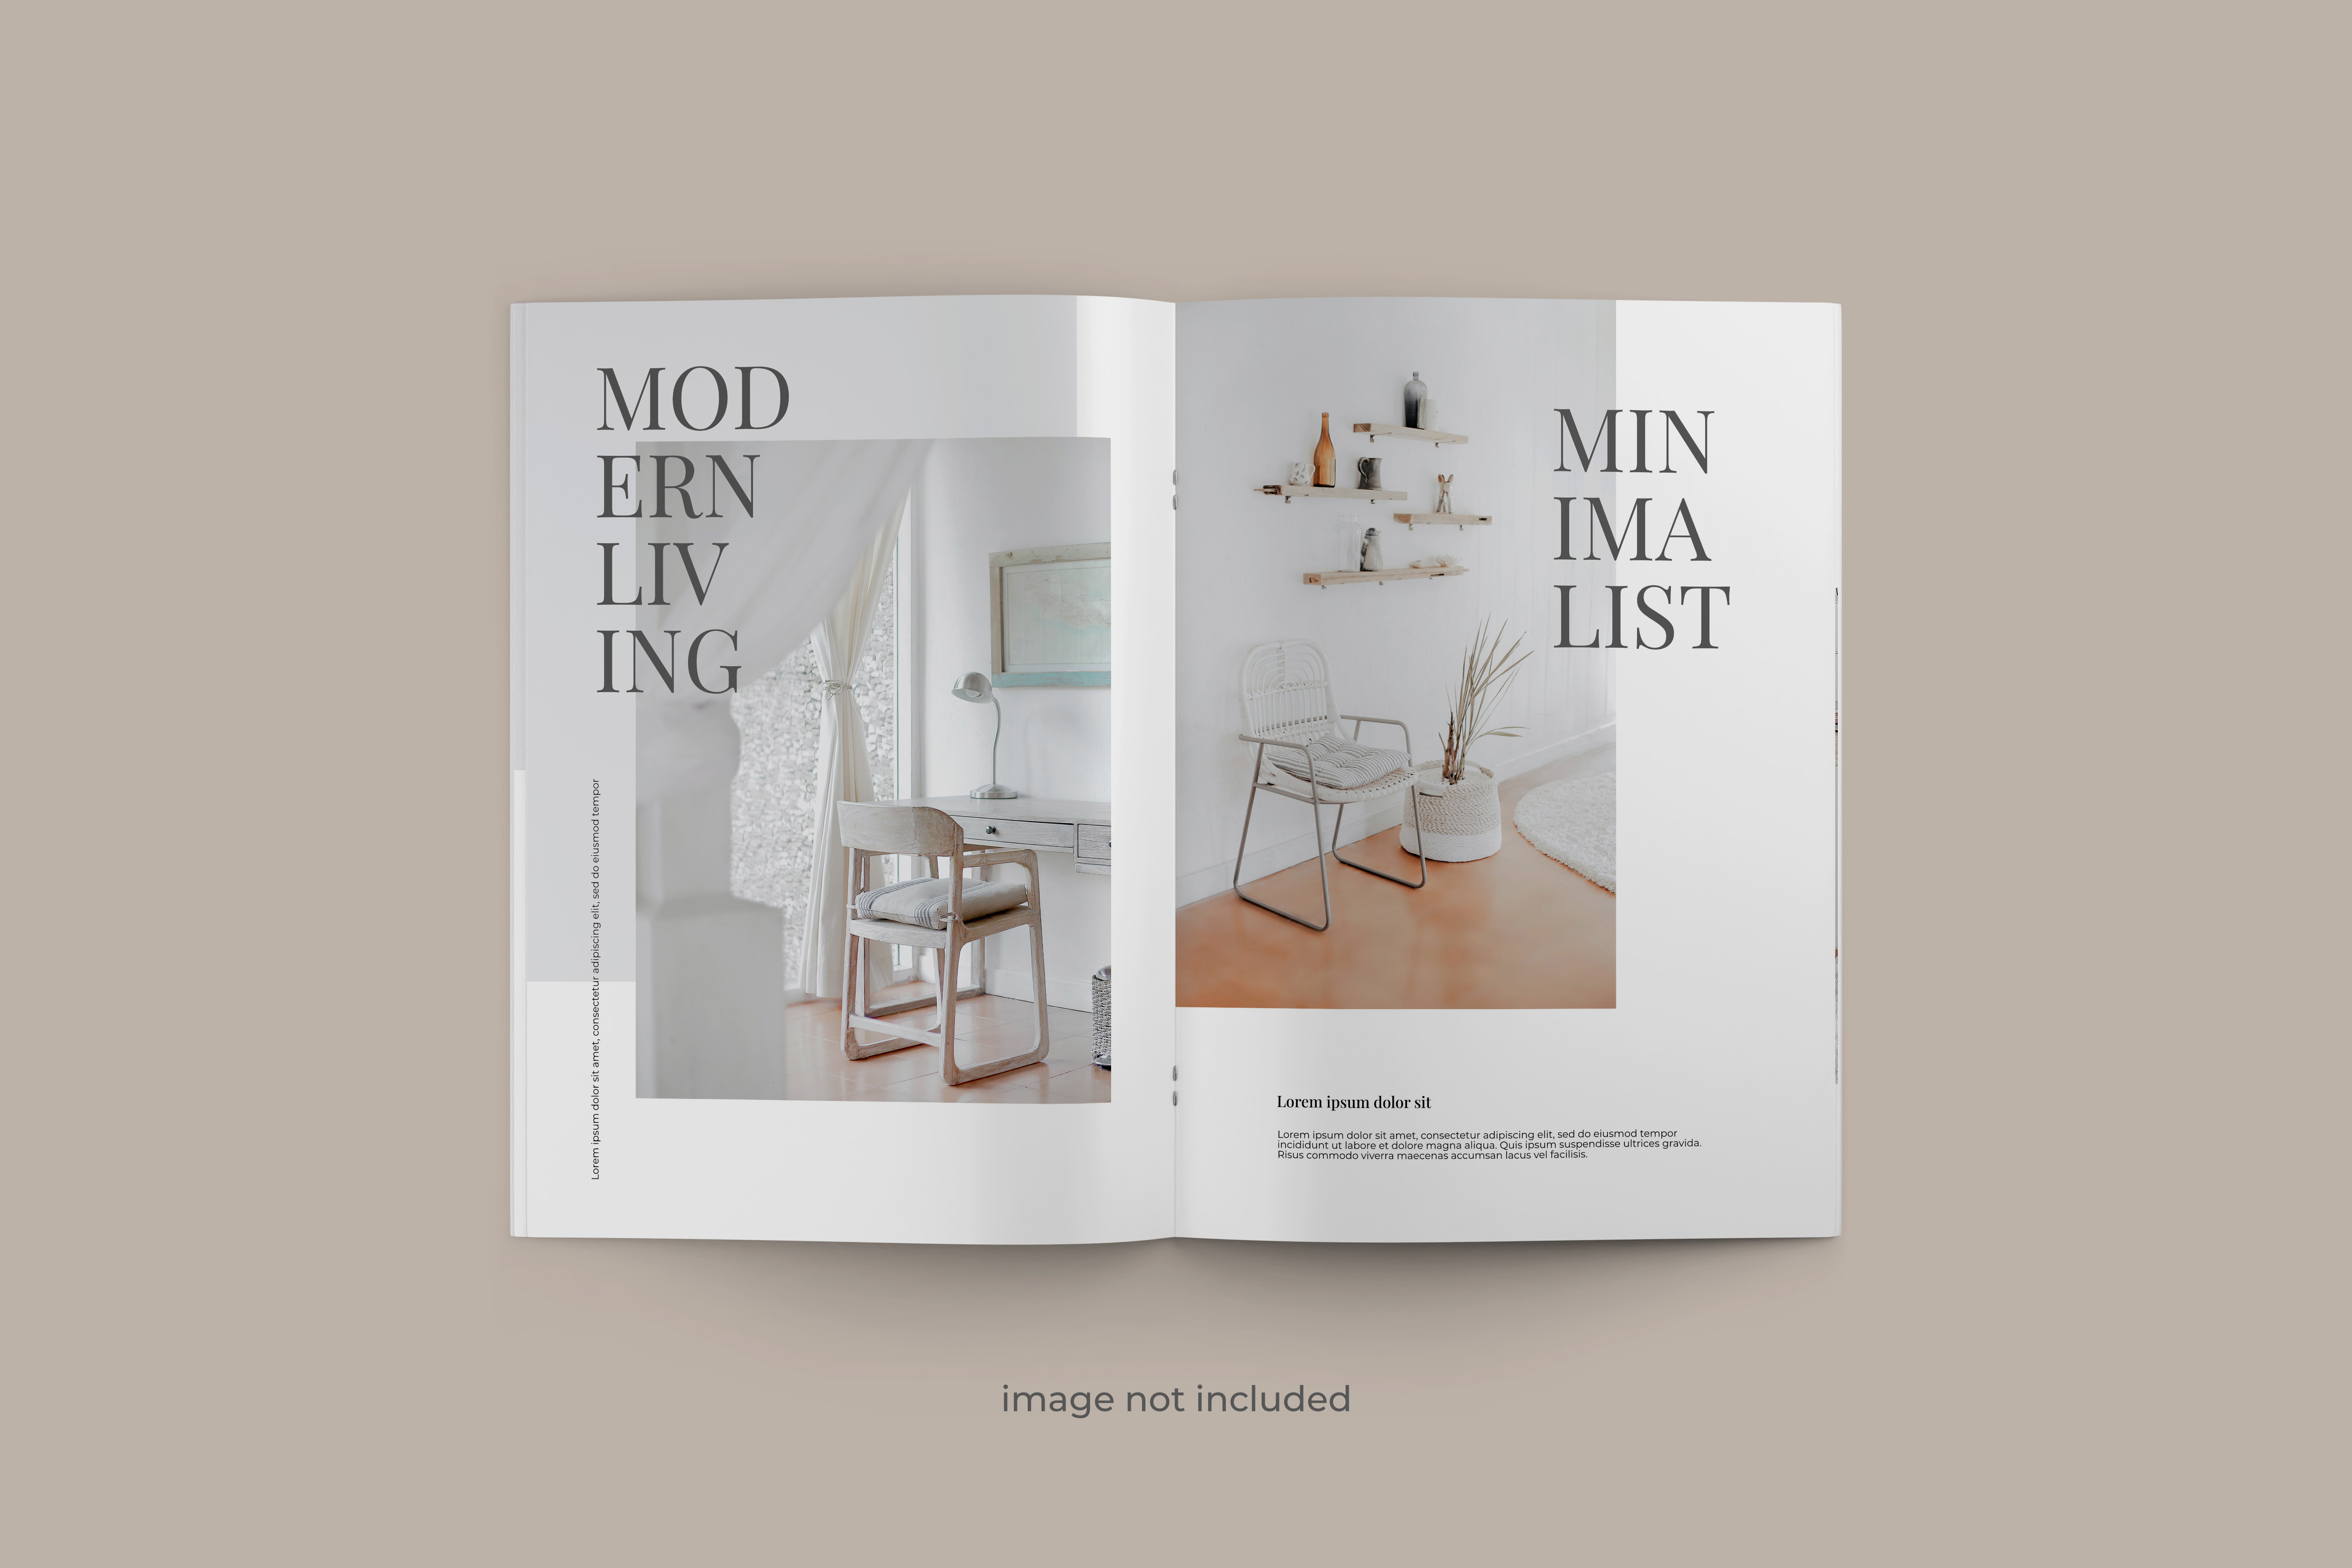 MOD
ERN
LIV
ING
Lorem ipsum dolor sit amet, consectetur adipiscing elit, sed do eiusmod tempor
MIN
IMA
LIST
Lorem ipsum dolor sit
Lorem ipsum dolor sit amet, consectetur adipiscing elit, sed do eiusmod tempor
incididunt ut labore et dolore magna aliqua. Quis ipsum suspendisse ultrices gravida.
Risus commodo viverra maecenas accumsan lacus vel facilisis.
image not included